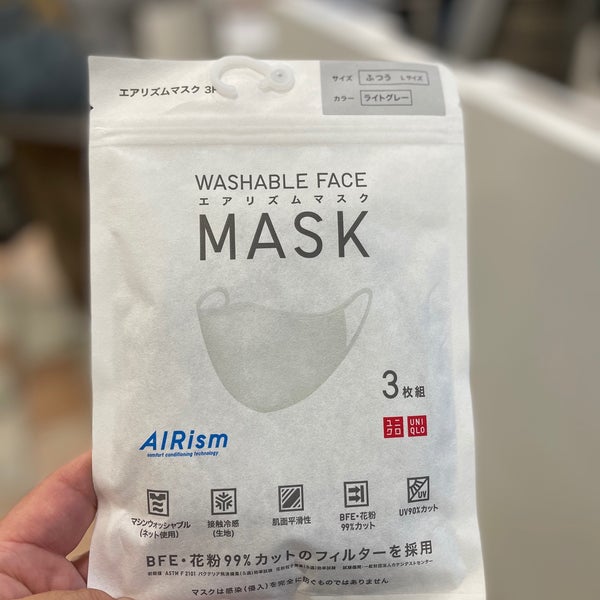 エアリズムマスク 3P
サイズ ふつう Lサイズ
カラー ライトグレー
WASHABLE FACE
エアリズムマスク
MASK
3枚組
AIRism
comfort conditioning technology
ユニクロ UNIQLO
マシンウォッシャブル
(ネット使用)
接触冷感
(生地)
肌面平滑性
BFE・花粉
99%カット
UV
UV90%カット
BFE・花粉99%カットのフィルターを採用
マスクは感染(侵入)を完全に防ぐものではありません